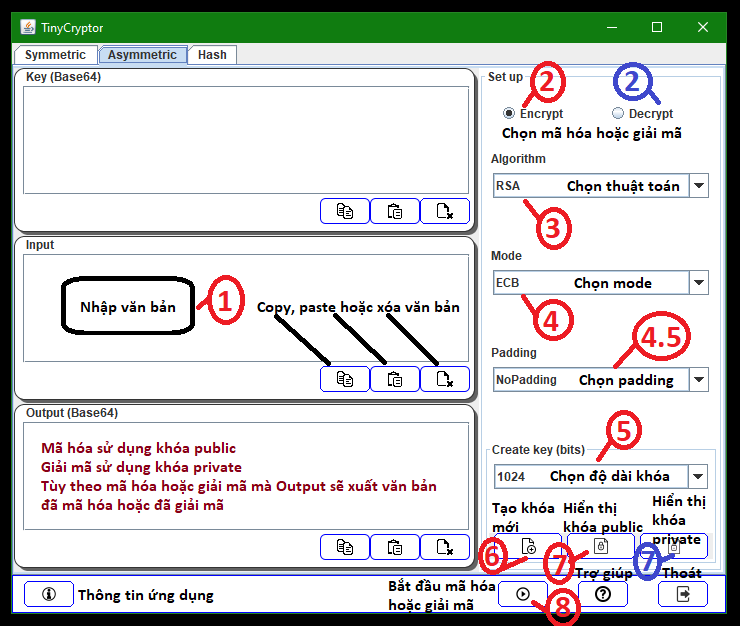 TinyCryptor
Symmetric
Asymmetric
Hash
Key (Base64)
Input
Nhập văn bản
1
Copy, paste hoặc xóa văn bản
Output (Base64)
Mã hóa sử dụng khóa public
Giải mã sử dụng khóa private
Tùy theo mã hóa hoặc giải mã mà Output sẽ xuất văn bản
đã mã hóa hoặc đã giải mã
Set up
2
2
Encrypt
Decrypt
Chọn mã hóa hoặc giải mã
Algorithm
RSA
Chọn thuật toán
3
Mode
ECB
Chọn mode
4
4.5
Padding
NoPadding
Chọn padding
5
Create key (bits)
1024
Chọn độ dài khóa
Tạo khóa
mới
Hiển thị
khóa public
Hiển thị
khóa
private
6
7
7
Thông tin ứng dụng
Bắt đầu mã hóa
hoặc giải mã
8
Trợ giúp
Thoát